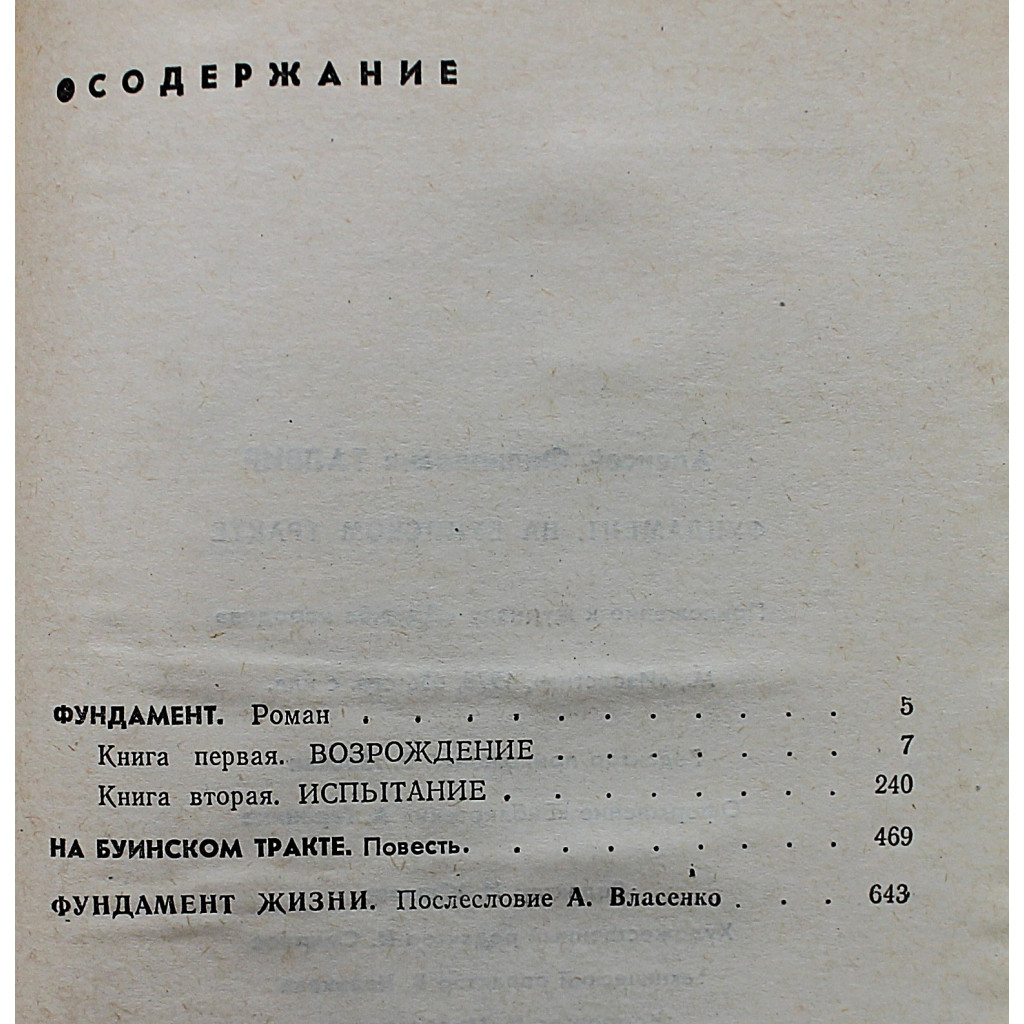 СОДЕРЖАНИЕ
ФУНДАМЕНТ. Роман . . . . . . . . . . . . . . . . . 5
Книга первая. ВОЗРОЖДЕНИЕ . . . . . . . . . . 7
Книга вторая. ИСПЫТАНИЕ . . . . . . . . . . . 240
НА БУИНСКОМ ТРАКТЕ. Повесть. . . . . . . . . . . 469
ФУНДАМЕНТ ЖИЗНИ. Послесловие А. Власенко . . . . 643